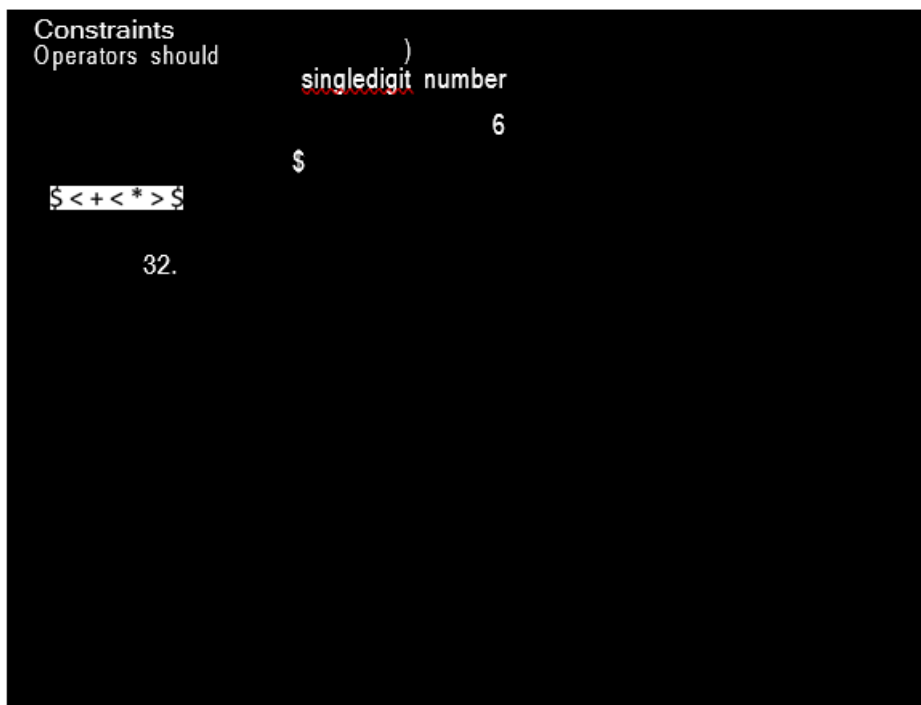 Constraints
Operators should )
singledigit number
6
$
$ < + < * > $
32.